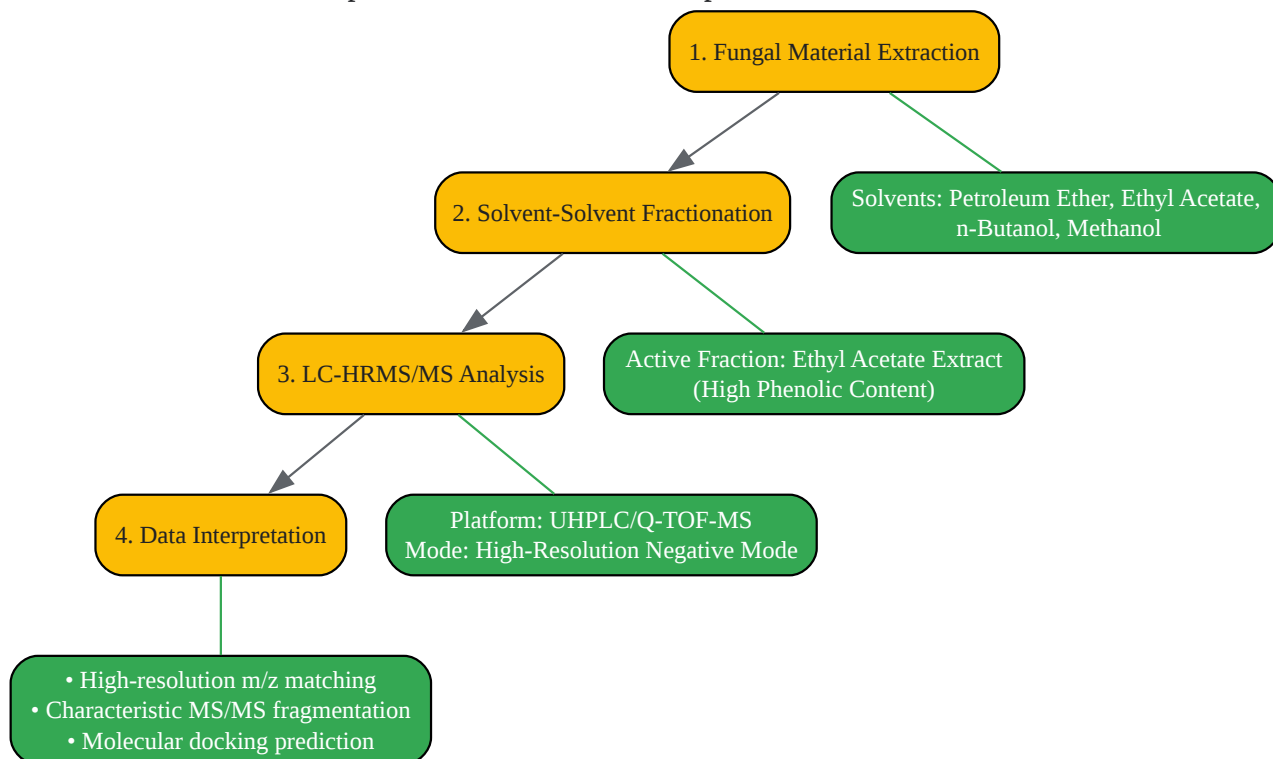 1. Fungal Material Extraction
Solvents: Petroleum Ether, Ethyl Acetate,
n-Butanol, Methanol
2. Solvent-Solvent Fractionation
Active Fraction: Ethyl Acetate Extract
(High Phenolic Content)
3. LC-HRMS/MS Analysis
Platform: UHPLC/Q-TOF-MS
Mode: High-Resolution Negative Mode
4. Data Interpretation
• High-resolution m/z matching
• Characteristic MS/MS fragmentation
• Molecular docking prediction